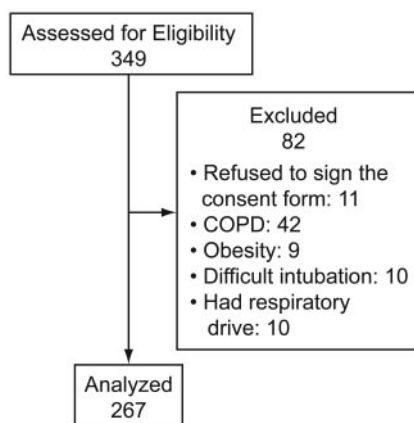 Assessed for Eligibility
349
Excluded
82
• Refused to sign the
consent form: 11
• COPD: 42
• Obesity: 9
• Difficult intubation: 10
• Had respiratory
drive: 10
Analyzed
267